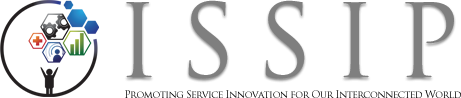 ISSIP
Promoting Service Innovation for Our Interconnected World